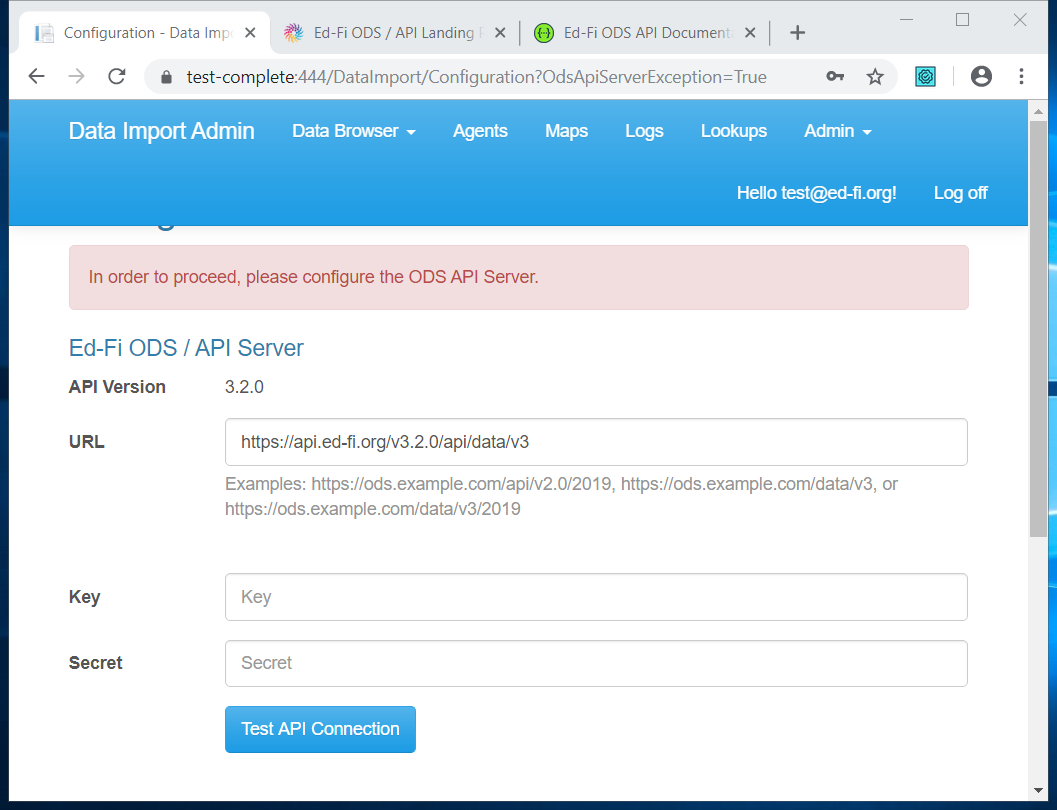 Configuration - Data Impo
Ed-Fi ODS / API Landing P
Ed-Fi ODS API Documenta
test-complete:444/DataImport/Configuration?OdsApiServerException=True
Data Import Admin Data Browser Agents Maps Logs Lookups Admin
Hello test@ed-fi.org! Log off
In order to proceed, please configure the ODS API Server.
Ed-Fi ODS / API Server
API Version 3.2.0
URL https://api.ed-fi.org/v3.2.0/api/data/v3
Examples: https://ods.example.com/api/v2.0/2019, https://ods.example.com/data/v3, or
https://ods.example.com/data/v3/2019
Key Key
Secret Secret
Test API Connection